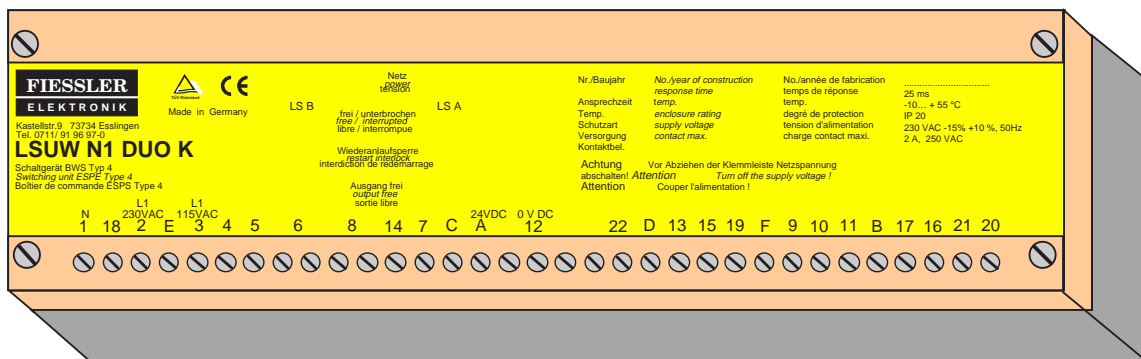 FIESSLER
ELEKTRONIK
TÜV Rheinland
CE
Made in Germany
Kastellstr.9 73734 Esslingen
Tel. 0711/ 91 96 97-0
LSUW N1 DUO K
Schaltgerät BWS Typ 4
Switching unit ESPE Type 4
Boîtier de commande ESPS Type 4
Netz
power
tension
LS B
LS A
frei / unterbrochen
free / interrupted
libre / interrompue
Wiederanlaufsperre
restart interlock
interdiction de redémarrage
Ausgang frei
output free
sortie libre
Nr./Baujahr No./year of construction No./année de fabrication ..................................
response time temps de réponse 25 ms
Ansprechzeit temp. temp. -10... + 55 °C
Temp. enclosure rating degré de protection IP 20
Schutzart supply voltage tension d'alimentation 230 VAC -15% +10 %, 50Hz
Versorgung contact max. charge contact maxi. 2 A, 250 VAC
Kontaktbel.
Achtung Vor Abziehen der Klemmleiste Netzspannung
abschalten! Attention Turn off the supply voltage !
Attention Couper l'alimentation !
L1 L1
N 230VAC 115VAC 24VDC 0 V DC
1 18 2 E 3 4 5 6 8 14 7 C A 12 22 D 13 15 19 F 9 10 11 B 17 16 21 20